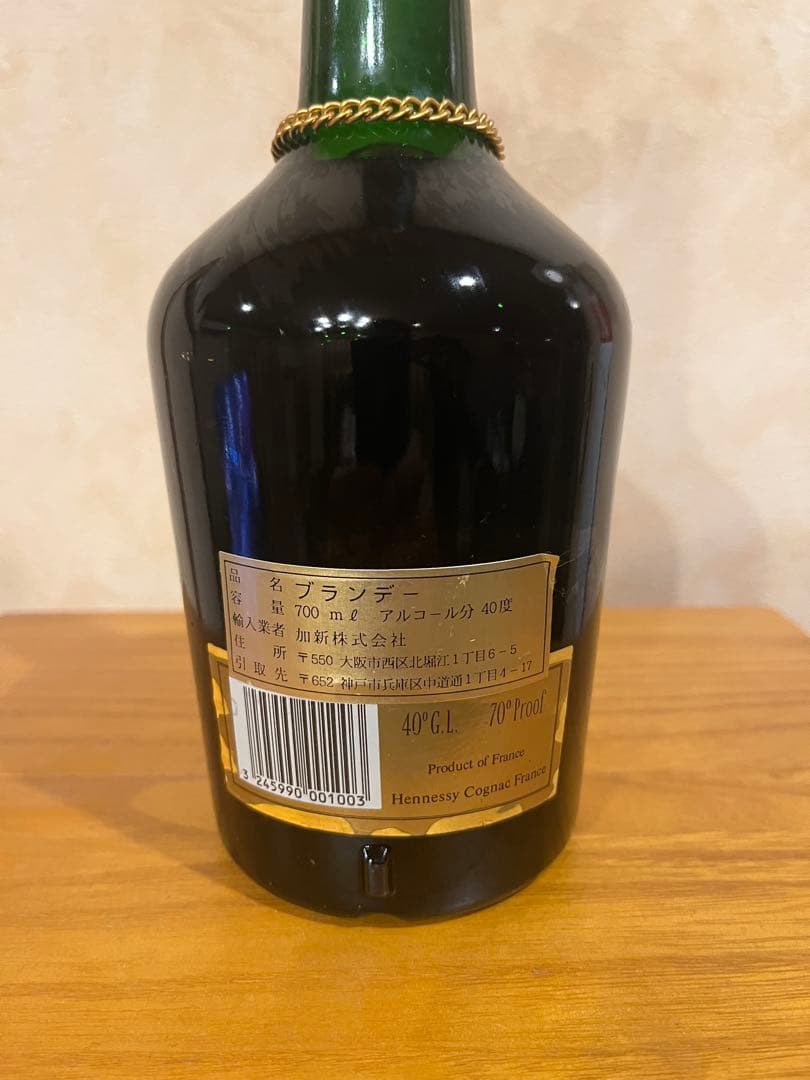 品名 ブランデー
容量 700 ml アルコール分 40度
輸入業者 加新株式会社
住所 〒550 大阪市西区北堀江1丁目6-5
引取先 〒652 神戸市兵庫区中道通1丁目4-17
40° G.L. 70° Proof
Product of France
Hennessy Cognac France
3 245990 001003